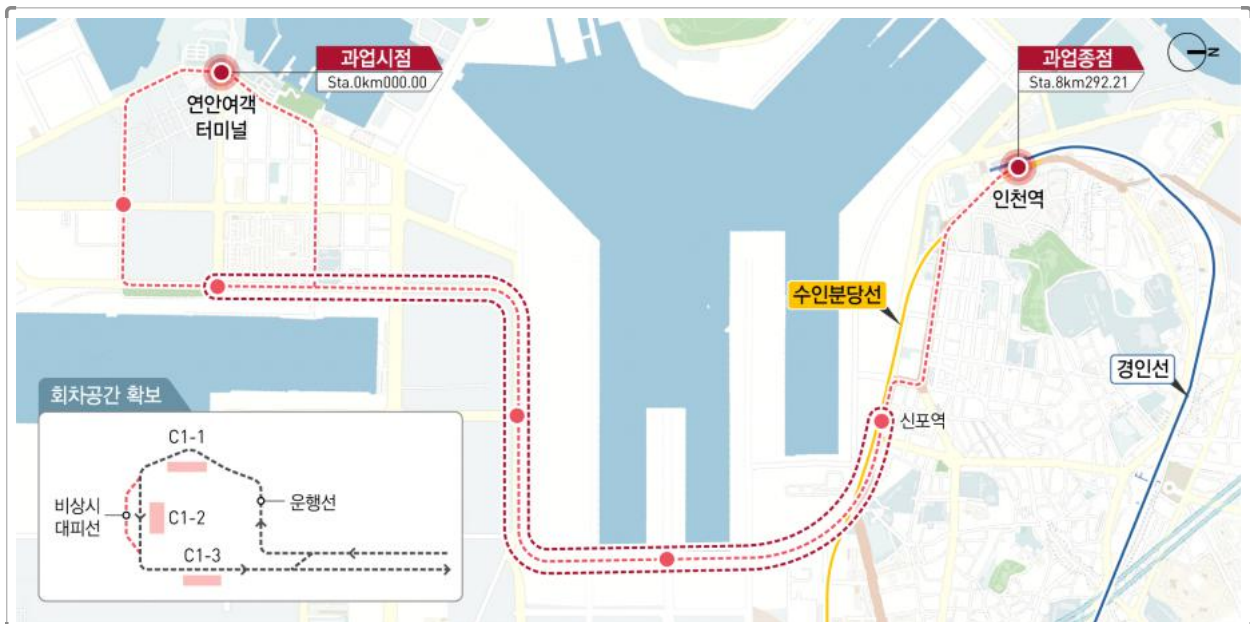 과업시점
Sta.0km000.00
연안여객
터미널
과업종점
Sta.8km292.21
N
인천역
수인분당선
경인선
신포역
회차공간 확보
C1-1
비상시
대피선
C1-2
운행선
C1-3